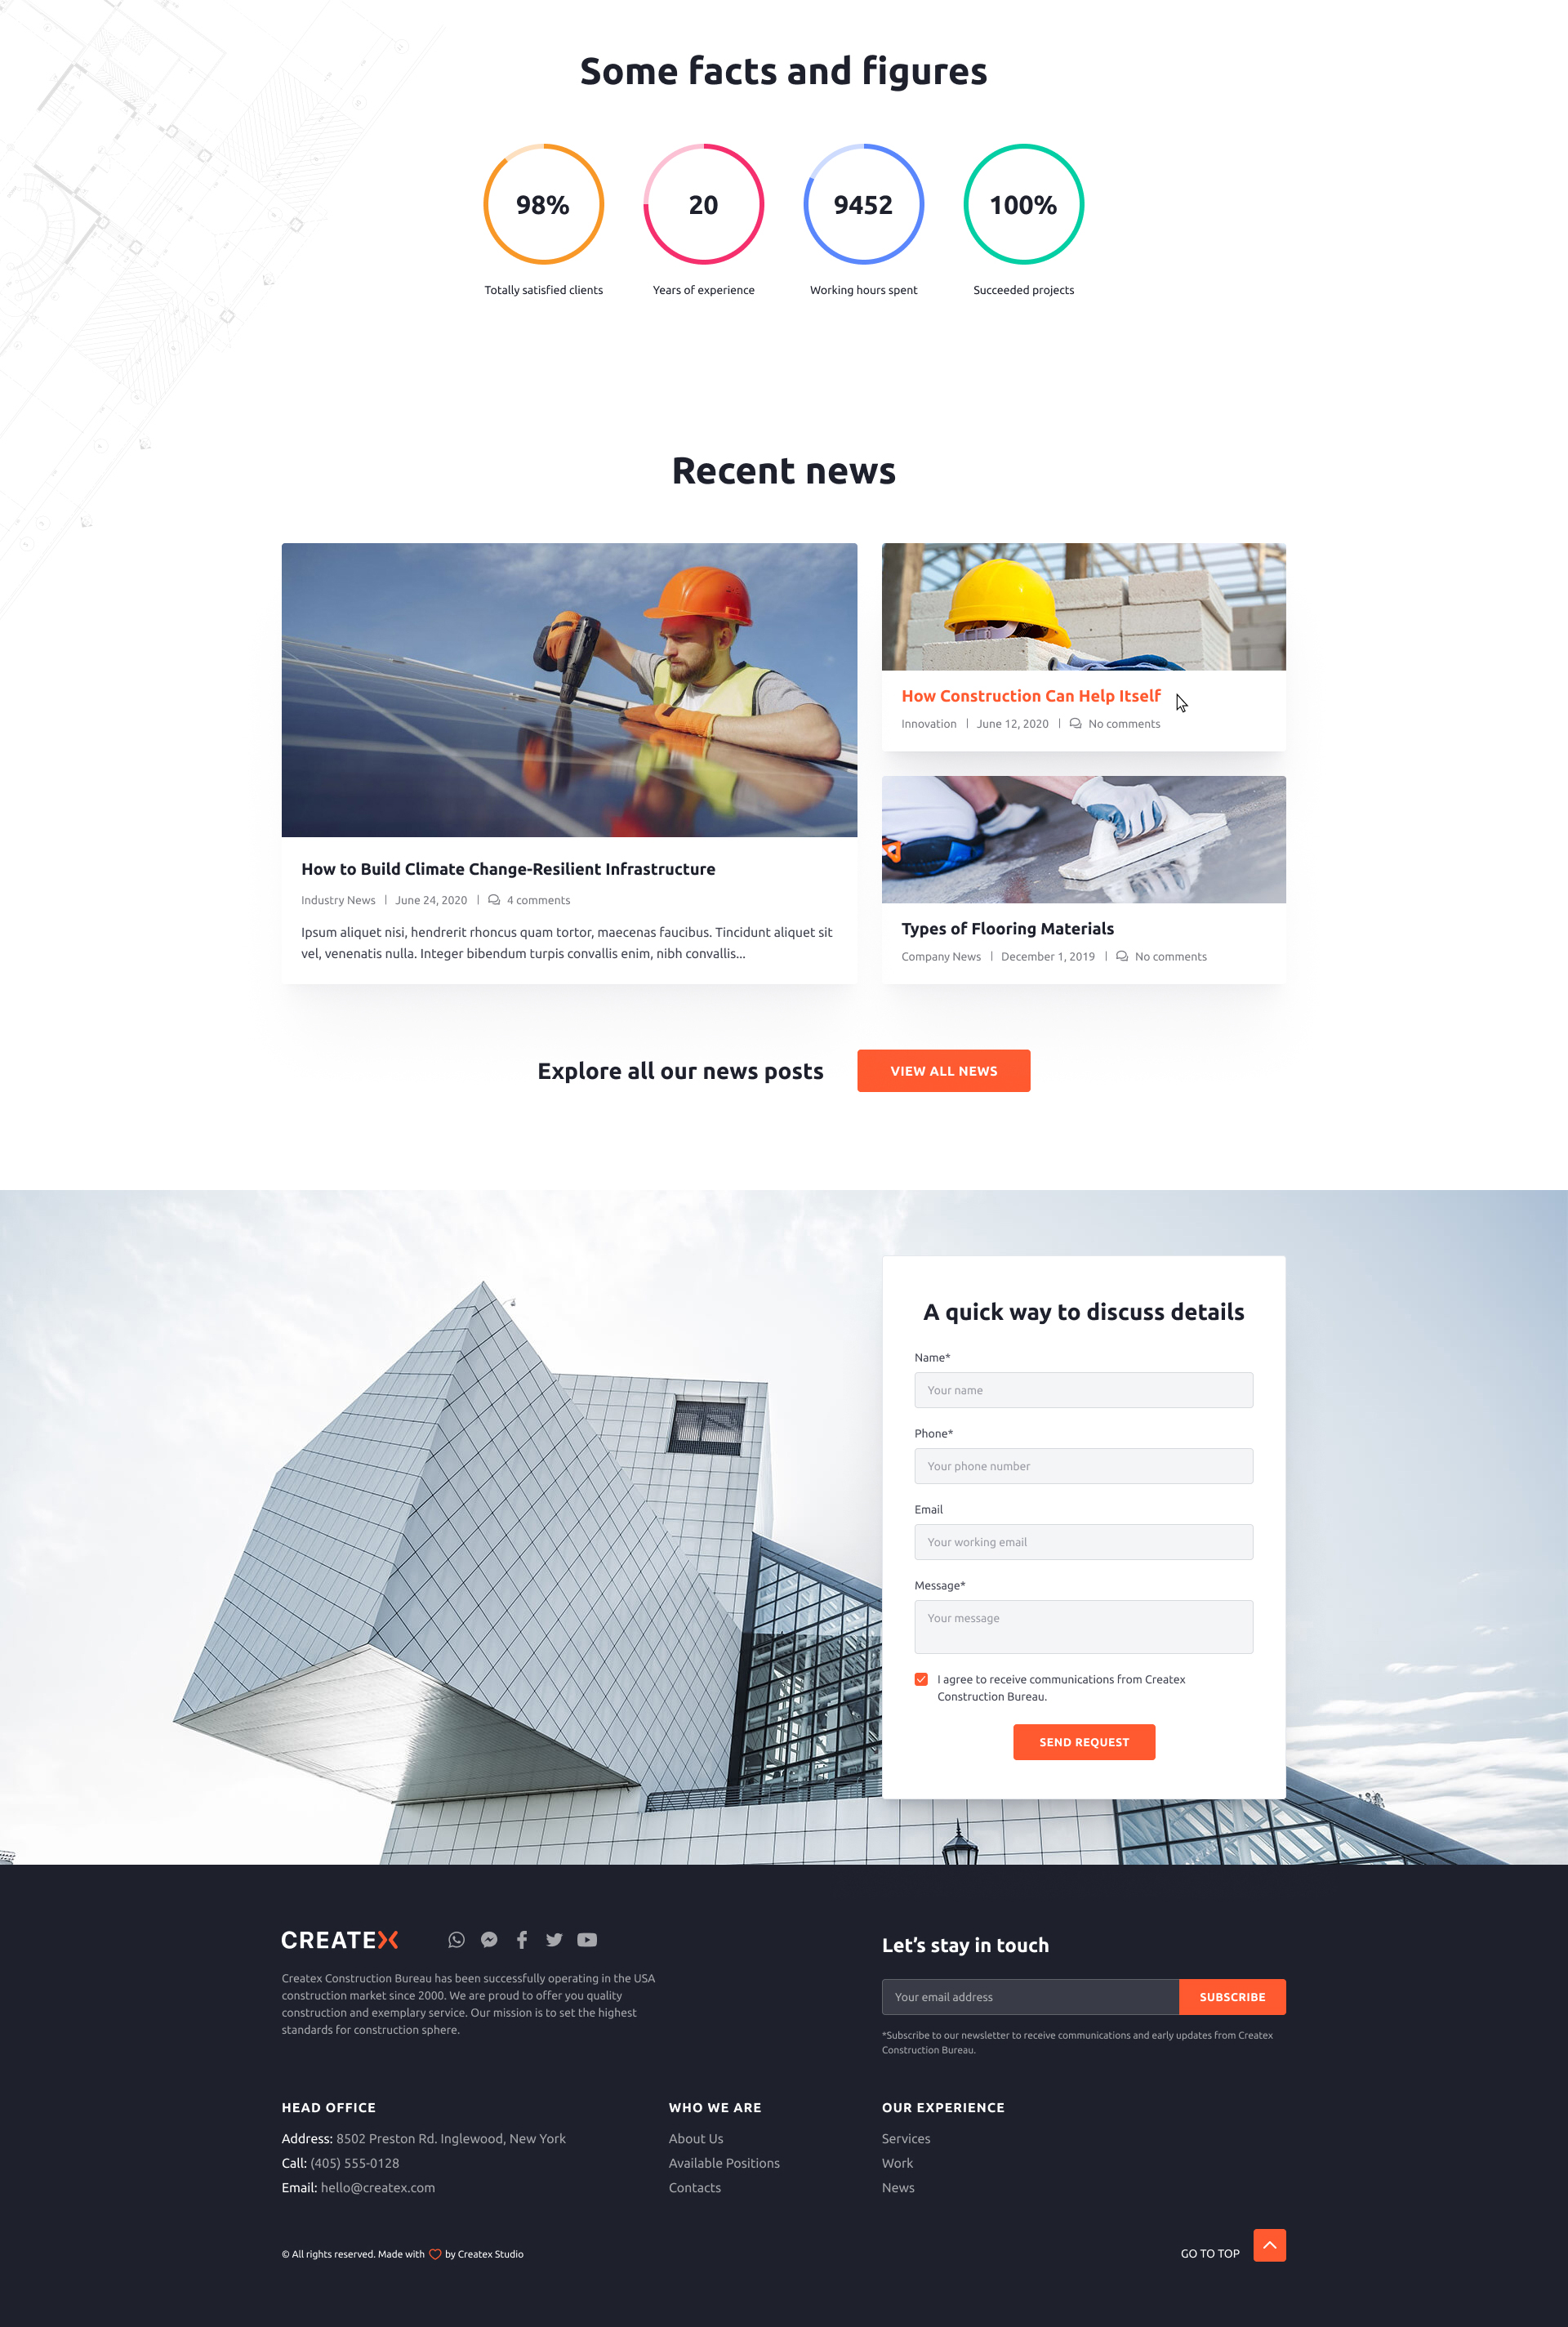 Some facts and figures
98%
20
9452
100%
Totally satisfied clients
Years of experience
Working hours spent
Succeeded projects
Recent news
How to Build Climate Change-Resilient Infrastructure
Industry News | June 24, 2020 | 4 comments
Ipsum aliquet nisi, hendrerit rhoncus quam tortor, maecenas faucibus. Tincidunt aliquet sit
vel, venenatis nulla. Integer bibendum turpis convallis enim, nibh convallis...
How Construction Can Help Itself
Innovation | June 12, 2020 | No comments
Types of Flooring Materials
Company News | December 1, 2019 | No comments
Explore all our news posts
VIEW ALL NEWS
A quick way to discuss details
Name*
Your name
Phone*
Your phone number
Email
Your working email
Message*
Your message
I agree to receive communications from Createx
Construction Bureau.
SEND REQUEST
CREATEX
Createx Construction Bureau has been successfully operating in the USA
construction market since 2000. We are proud to offer you quality
construction and exemplary service. Our mission is to set the highest
standards for construction sphere.
Let's stay in touch
Your email address
SUBSCRIBE
*Subscribe to our newsletter to receive communications and early updates from Createx
Construction Bureau.
HEAD OFFICE
Address: 8502 Preston Rd. Inglewood, New York
Call: (405) 555-0128
Email: hello@createx.com
WHO WE ARE
About Us
Available Positions
Contacts
OUR EXPERIENCE
Services
Work
News
© All rights reserved. Made with ♡ by Createx Studio
GO TO TOP